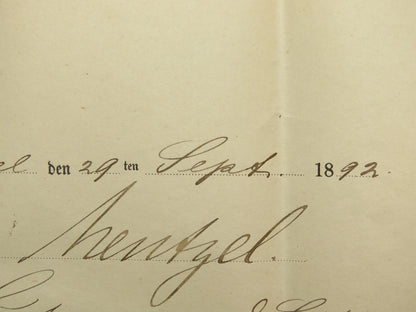 den 29 ten Sept. 1892.
Mentzel.